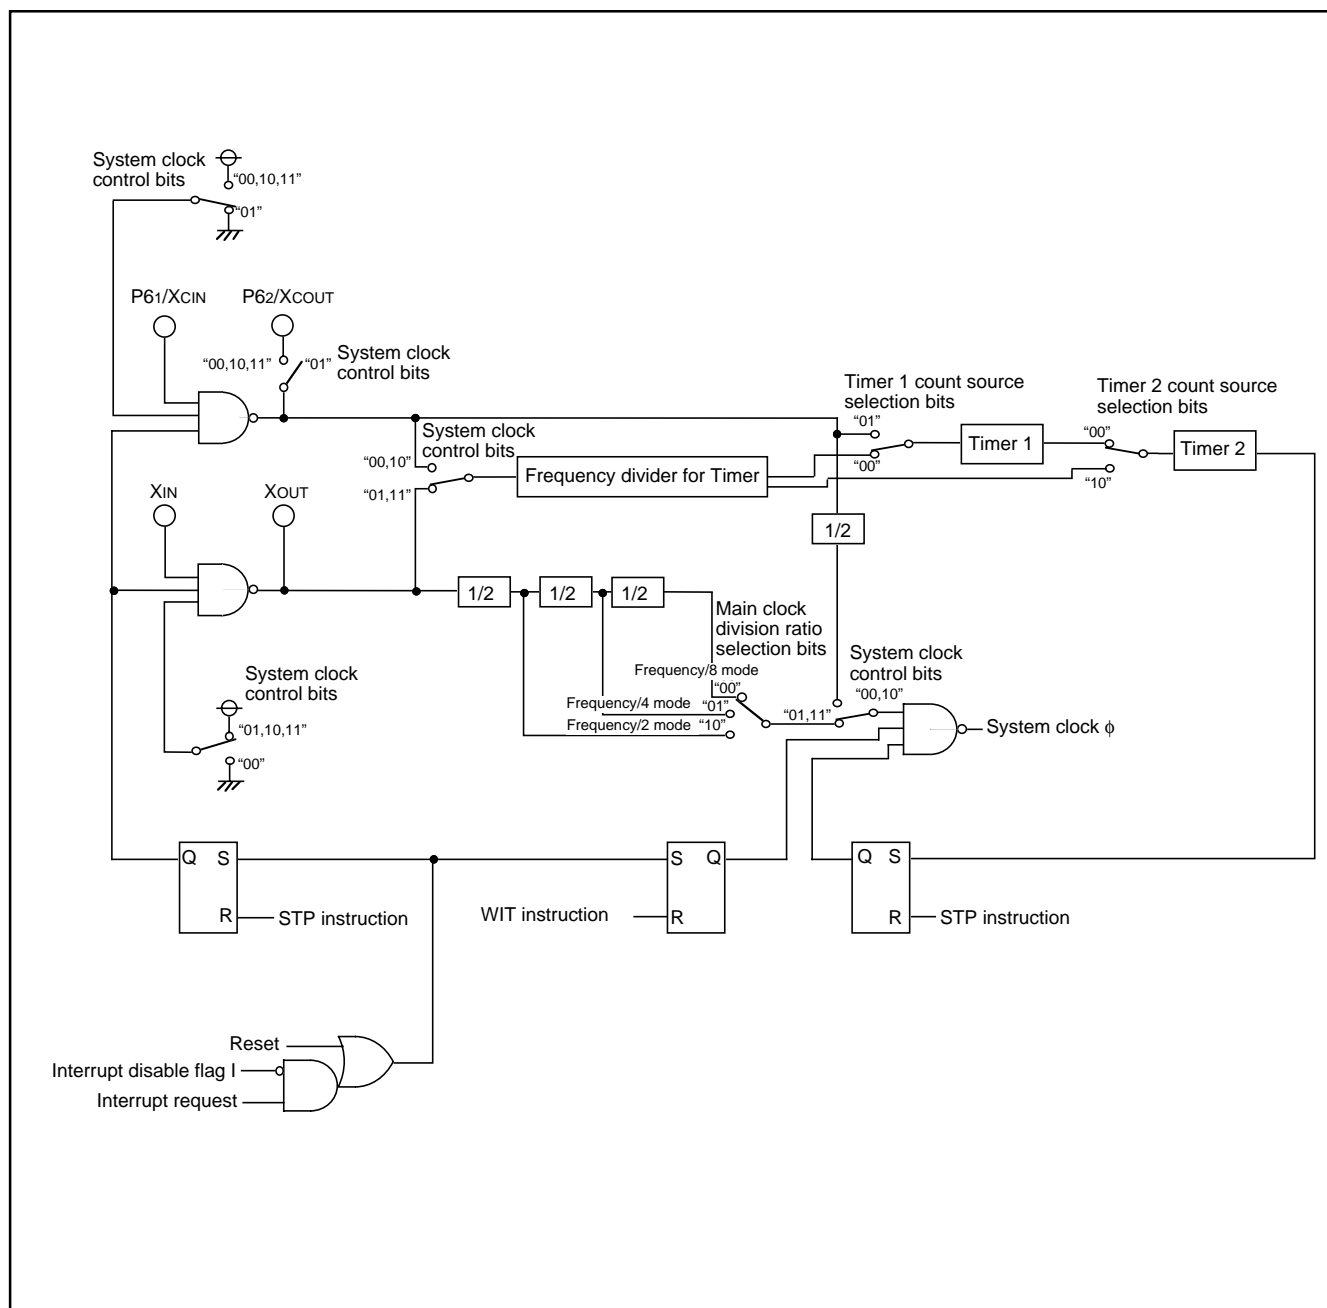 System clock
control bits
“00,10,11”
“01”
P61/XCIN
P62/XCOUT
“00,10,11”
“01”
System clock
control bits
Timer 1 count source
selection bits
Timer 2 count source
selection bits
“01”
“00”
Timer 1
“00”
“10”
Timer 2
System clock
control bits
“00,10”
“01,11”
Frequency divider for Timer
XIN
XOUT
1/2
1/2
1/2
1/2
Main clock
division ratio
selection bits
Frequency/8 mode
“00”
Frequency/4 mode “01”
Frequency/2 mode “10”
System clock
control bits
“00,10”
“01,11”
System clock ϕ
System clock
control bits
“01,10,11”
“00”
Q S
R
STP instruction
S Q
R
WIT instruction
Q S
R
STP instruction
Reset
Interrupt disable flag I
Interrupt request